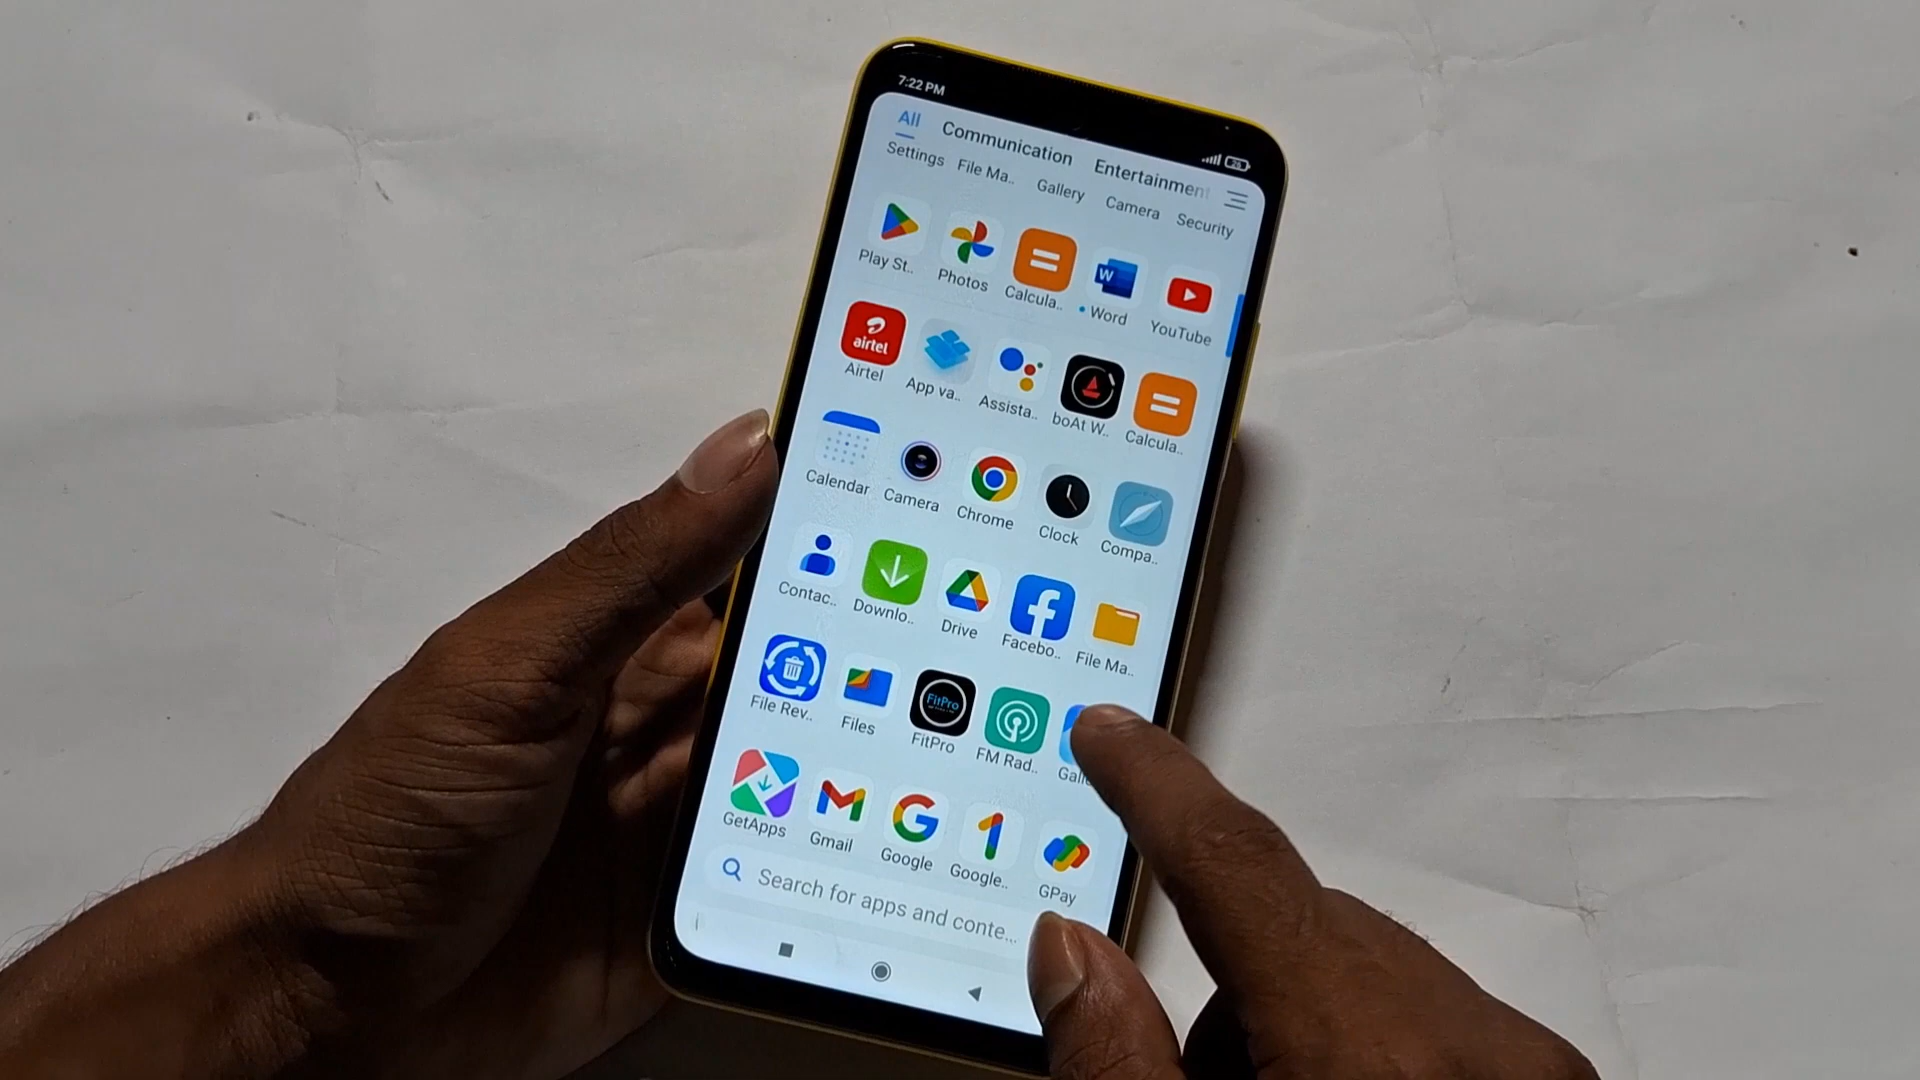 7:22 PM
26
All Communication Entertainment
Settings File Ma.. Gallery Camera Security
Play St.. Photos Calcula.. Word YouTube
airtel
Airtel App va.. Assista.. boAt W.. Calcula..
Calendar Camera Chrome Clock Compa..
Contac.. Downlo.. Drive Facebo.. File Ma..
FitPro
File Rev.. Files FitPro FM Rad.. Gall
GetApps Gmail Google Google.. GPay
Search for apps and conte...